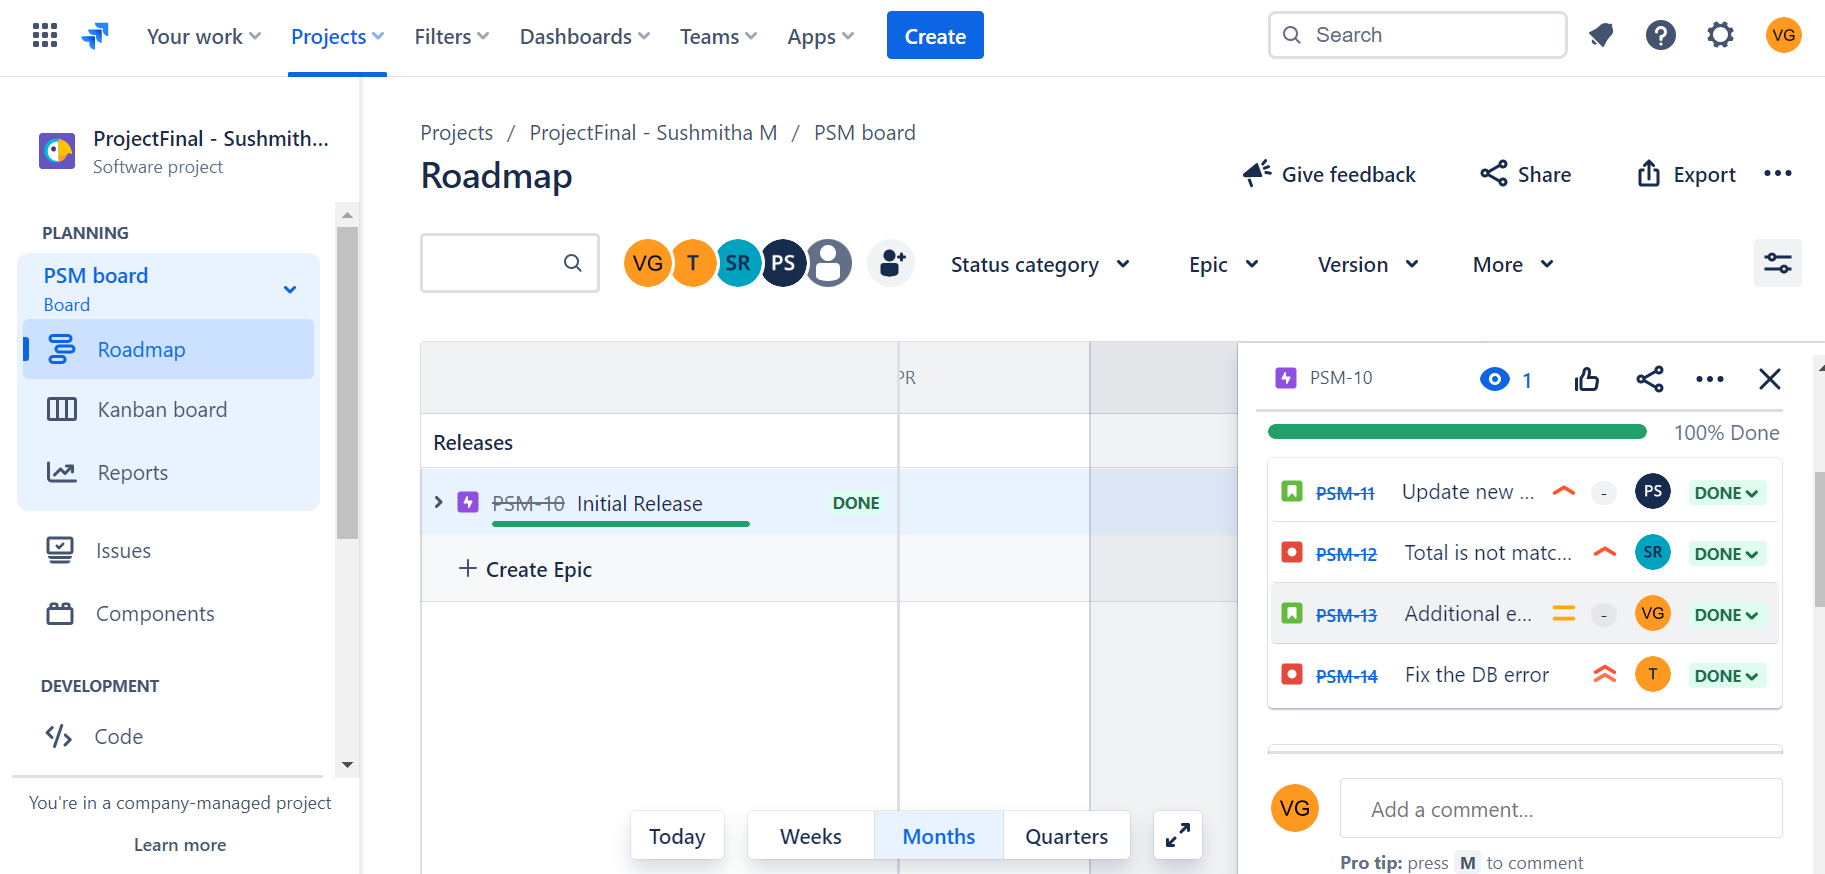 Your work Projects Filters Dashboards Teams Apps Create Search VG
ProjectFinal - Sushmith...
Software project
PLANNING
PSM board
Board
Roadmap
Kanban board
Reports
Issues
Components
DEVELOPMENT
Code
You're in a company-managed project
Learn more
Projects / ProjectFinal - Sushmitha M / PSM board
Roadmap
Give feedback Share Export
VG T SR PS Status category Epic Version More
PR
Releases
PSM-10 Initial Release DONE
+ Create Epic
Today Weeks Months Quarters
PSM-10 1
100% Done
PSM-11 Update new ... - PS DONE
PSM-12 Total is not matc... SR DONE
PSM-13 Additional e... - VG DONE
PSM-14 Fix the DB error T DONE
VG Add a comment...
Pro tip: press M to comment